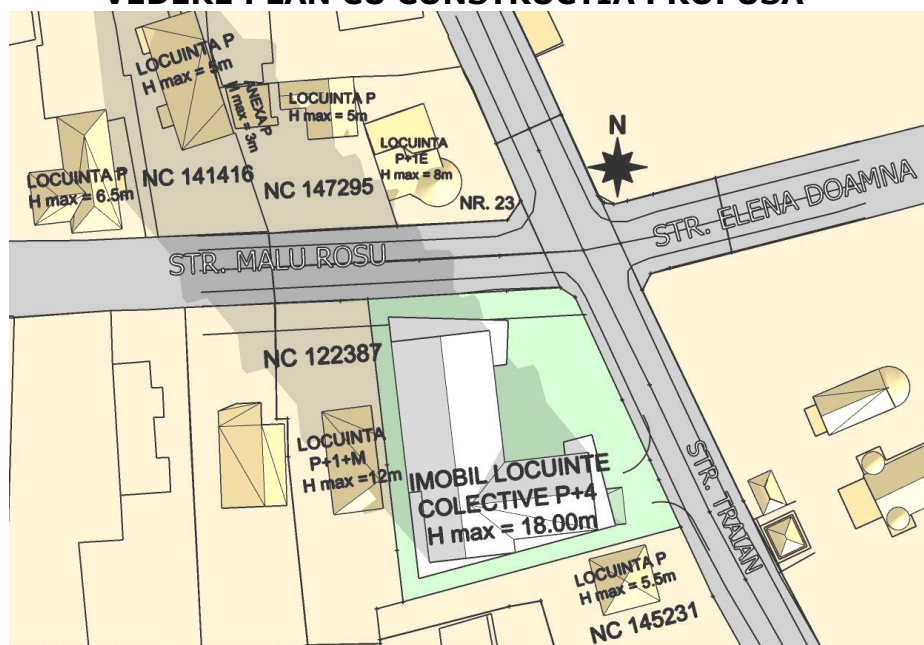 VEDERE PLAN CU CONSTRUCTIA PROPUSA
LOCUINTA P
H max = 5m
ANEXA P
H max = 3m
LOCUINTA P
H max = 5m
LOCUINTA
P+1E
H max = 8m
LOCUINTA P
H max = 6.5m
NC 141416
NC 147295
NR. 23
N
STR. ELENA DOAMNA
STR. MALU ROSU
NC 122387
LOCUINTA
P+1+M
H max =12m
IMOBIL LOCUINTE
COLECTIVE P+4
H max = 18.00m
STR. TRAIAN
LOCUINTA P
H max = 5.5m
NC 145231